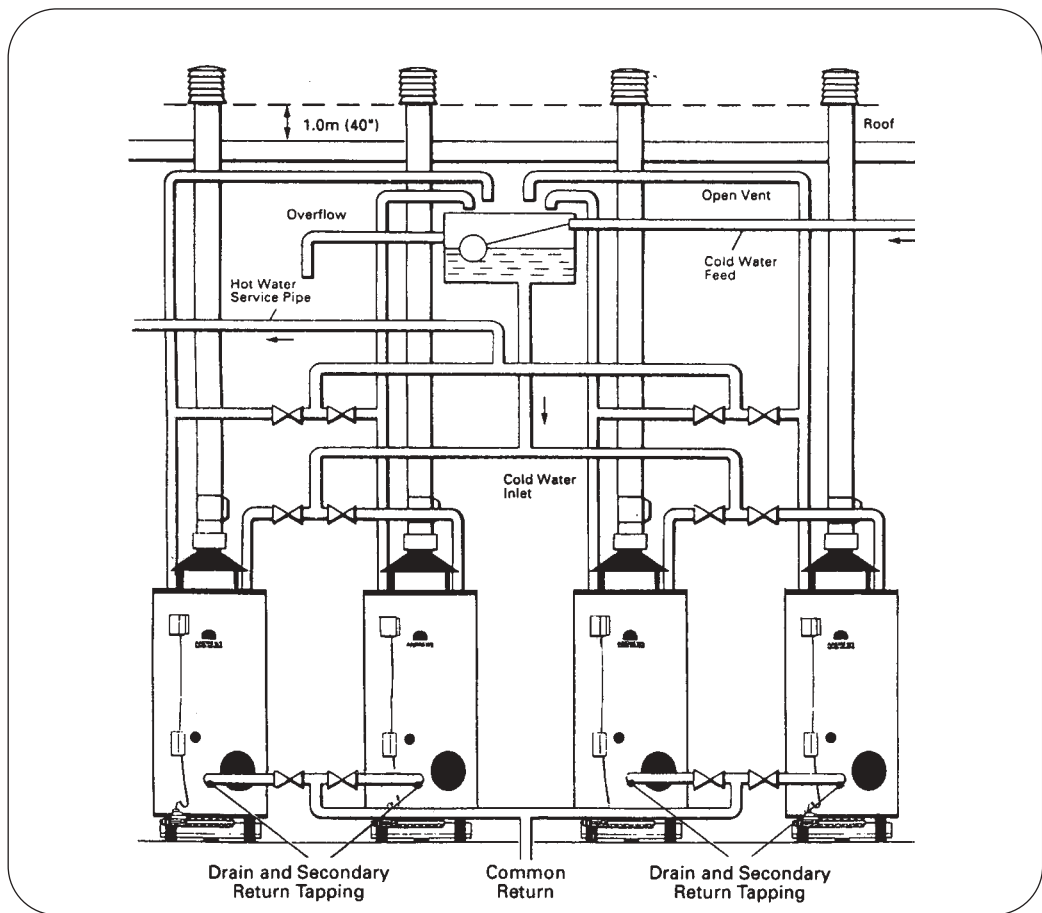 1.0m (40")
Roof
Open Vent
Overflow
Cold Water
Feed
Hot Water
Service Pipe
Cold Water
Inlet
Drain and Secondary
Return Tapping
Common
Return
Drain and Secondary
Return Tapping